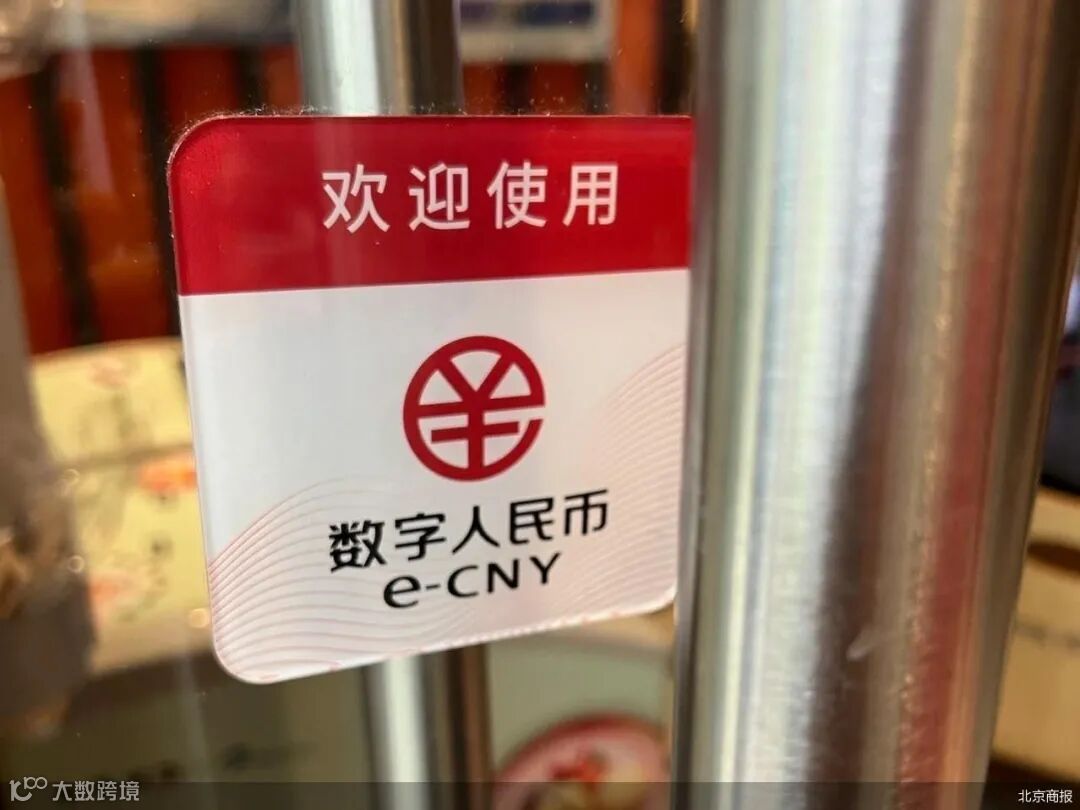 欢迎使用
数字人民币
e-CNY
大数跨境
北京商报